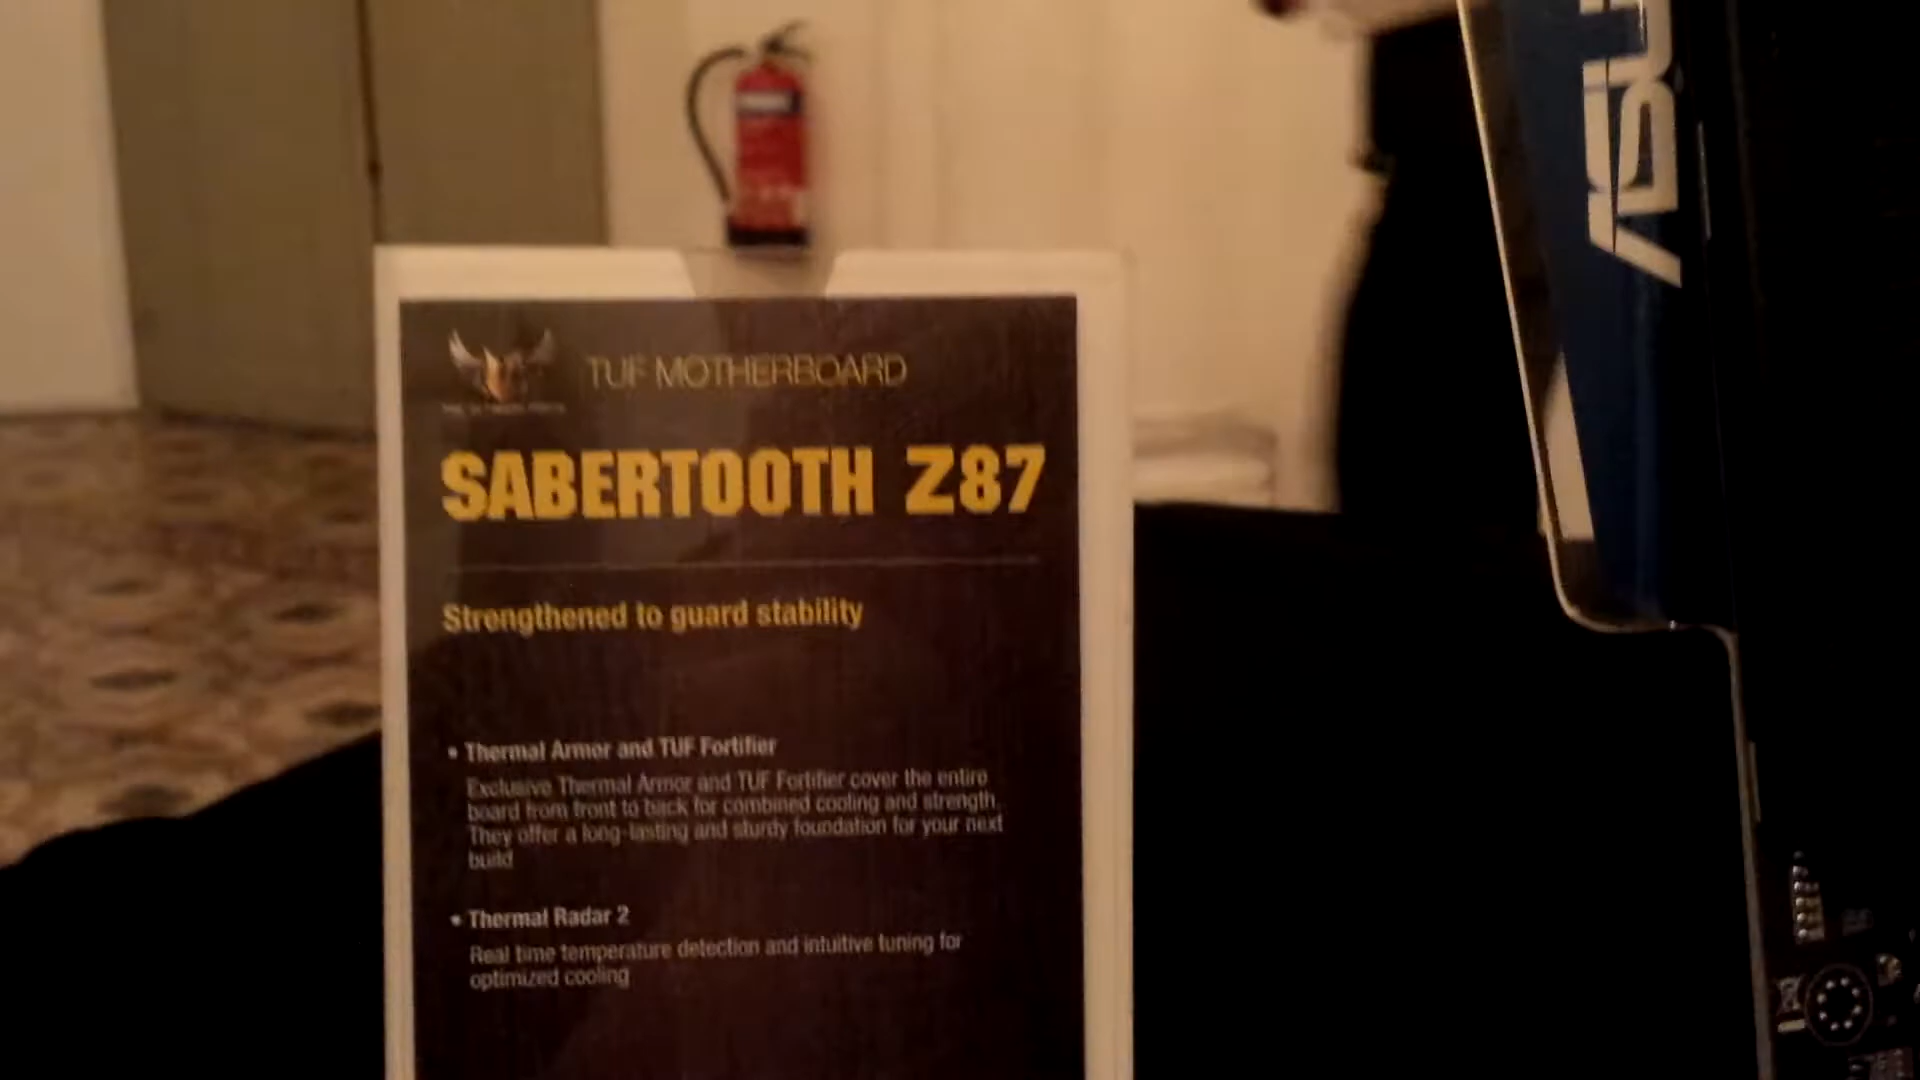 TUF MOTHERBOARD
SABERTOOTH Z87
Strengthened to guard stability
• Thermal Armor and TUF Fortifier
Exclusive Thermal Armor and TUF Fortifier cover the entire
board from front to back for combined cooling and strength.
They offer a long-lasting and sturdy foundation for your next
build
• Thermal Radar 2
Real time temperature detection and intuitive tuning for
optimized cooling
ASU